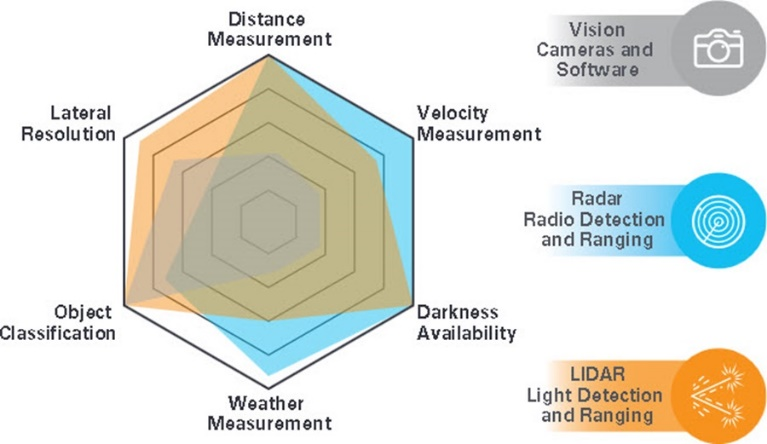 Distance
Measurement
Lateral
Resolution
Velocity
Measurement
Object
Classification
Darkness
Availability
Weather
Measurement
Vision
Cameras and
Software
Radar
Radio Detection
and Ranging
LIDAR
Light Detection
and Ranging